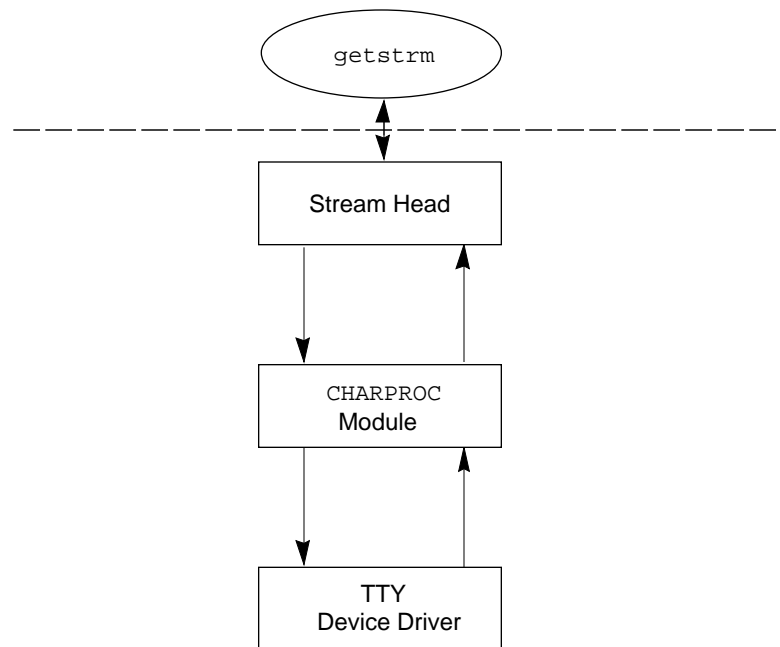 getstrm
Stream Head
CHARPROC
Module
TTY
Device Driver